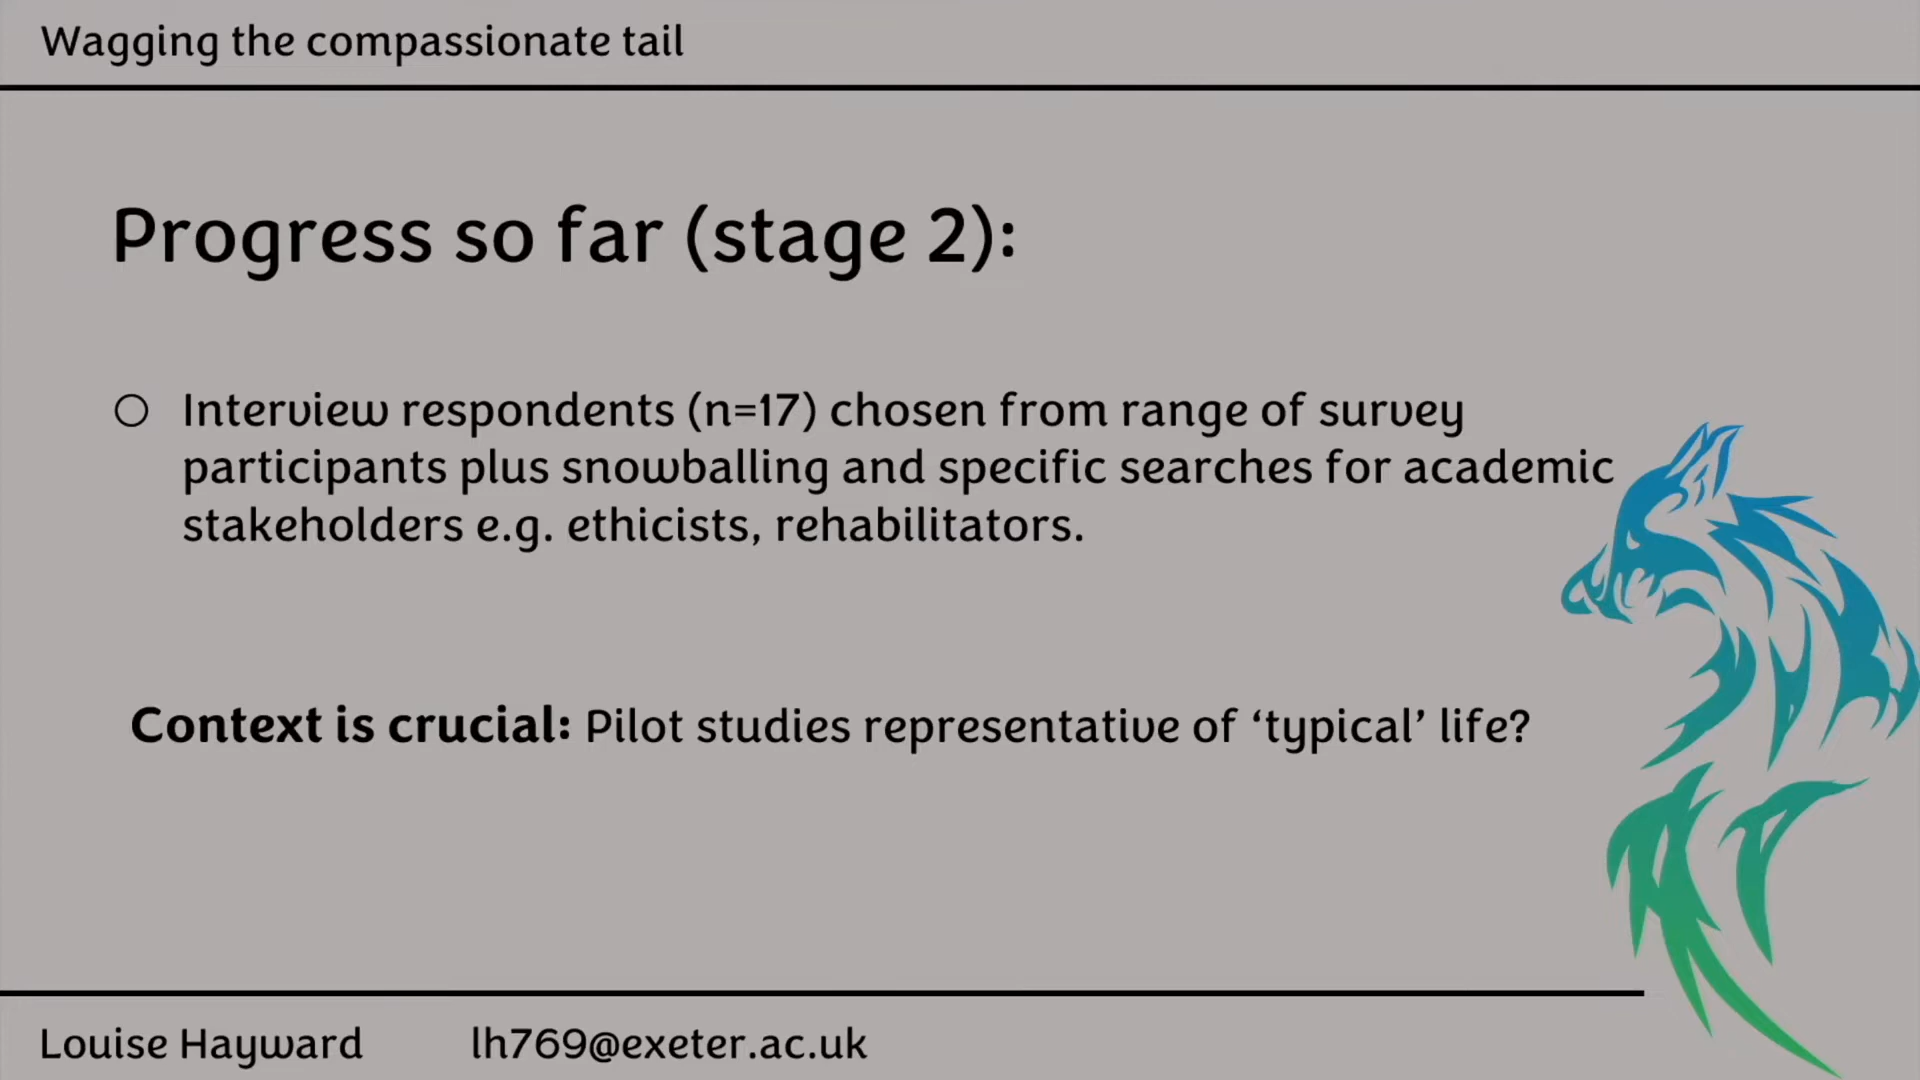 Wagging the compassionate tail
Progress so far (stage 2):
○ Interview respondents (n=17) chosen from range of survey
participants plus snowballing and specific searches for academic
stakeholders e.g. ethicists, rehabilitators.
Context is crucial: Pilot studies representative of ‘typical’ life?
Louise Hayward lh769@exeter.ac.uk